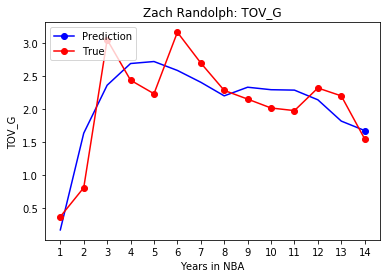 Zach Randolph: TOV_G
Prediction
True
TOV_G
3.0
2.5
2.0
1.5
1.0
0.5
1 2 3 4 5 6 7 8 9 10 11 12 13 14
Years in NBA